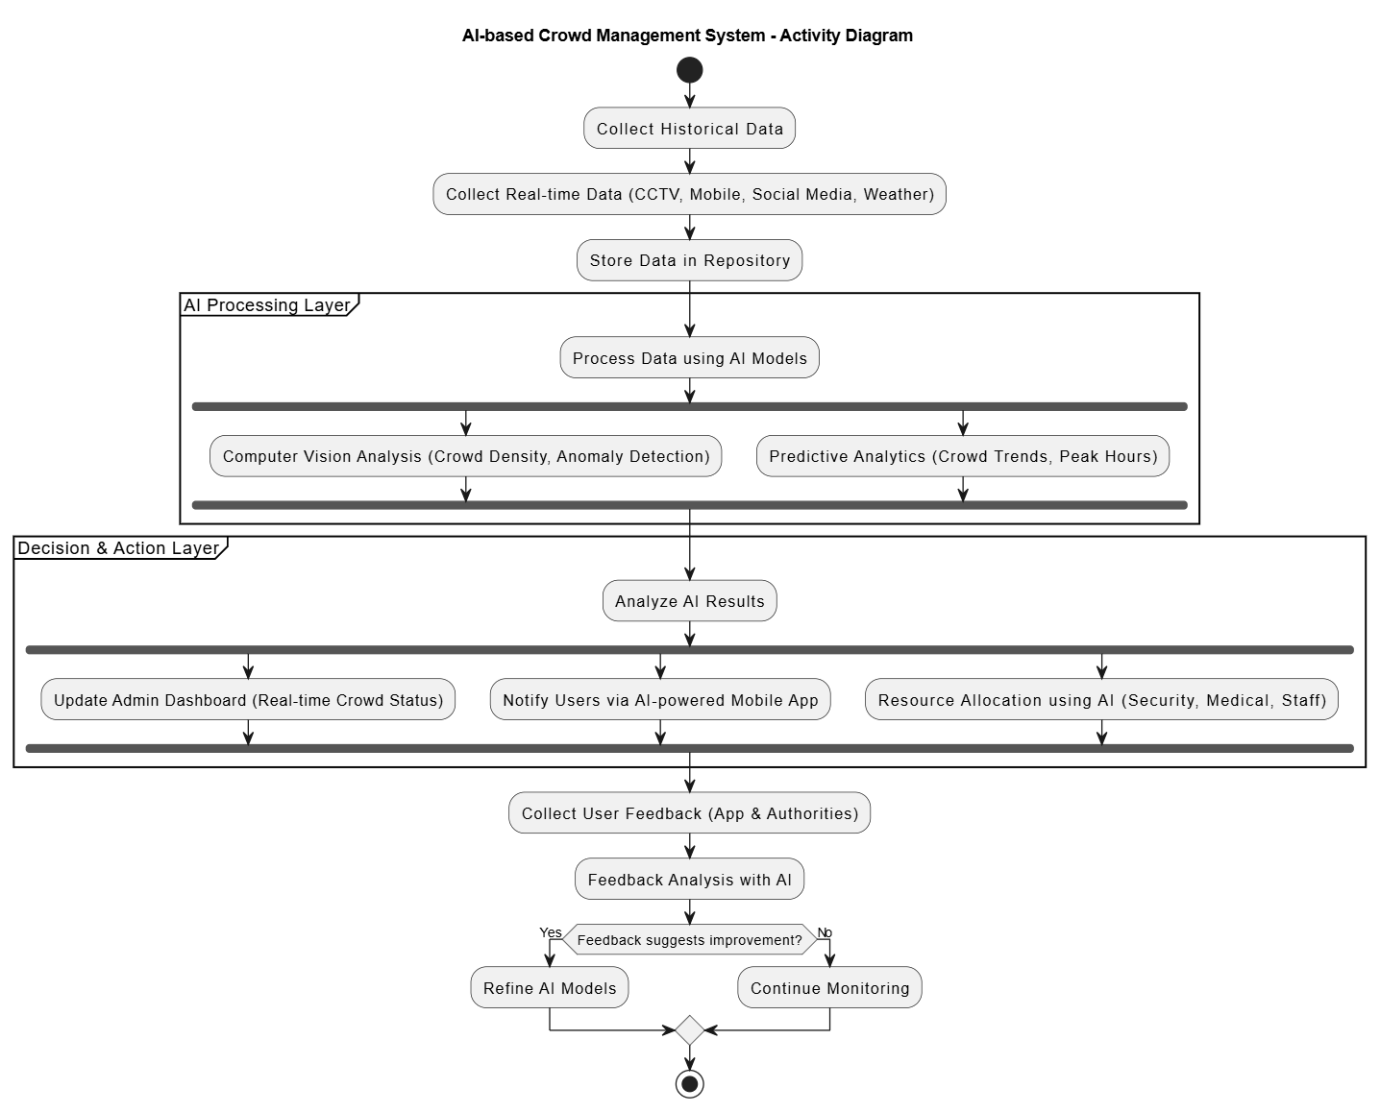 AI-based Crowd Management System - Activity Diagram
Collect Historical Data
Collect Real-time Data (CCTV, Mobile, Social Media, Weather)
Store Data in Repository
AI Processing Layer
Process Data using AI Models
Computer Vision Analysis (Crowd Density, Anomaly Detection)
Predictive Analytics (Crowd Trends, Peak Hours)
Decision & Action Layer
Analyze AI Results
Update Admin Dashboard (Real-time Crowd Status)
Notify Users via AI-powered Mobile App
Resource Allocation using AI (Security, Medical, Staff)
Collect User Feedback (App & Authorities)
Feedback Analysis with AI
Yes
Feedback suggests improvement?
No
Refine AI Models
Continue Monitoring